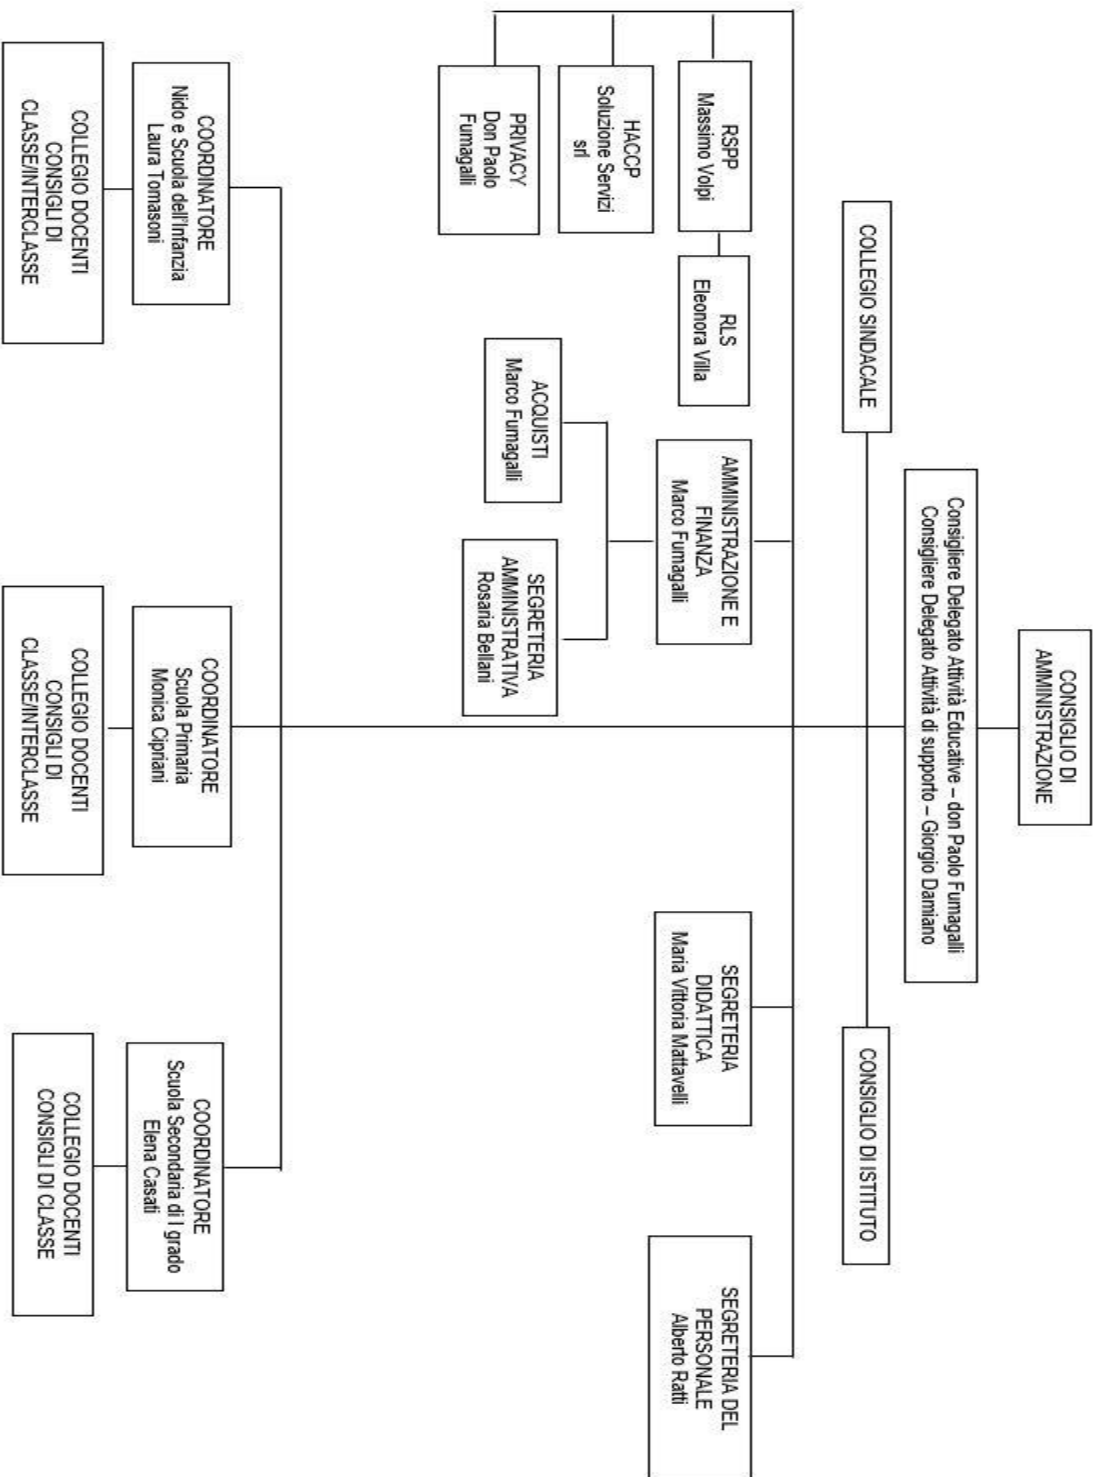 CONSIGLIO DI
AMMINISTRAZIONE
Consigliere Delegato Attività Educative – don Paolo Fumagalli
Consigliere Delegato Attività di supporto – Giorgio Damiano
COLLEGIO SINDACALE
CONSIGLIO DI ISTITUTO
RSPP
Massimo Volpi
RLS
Eleonora Villa
HACCP
Soluzione Servizi
srl
PRIVACY
Don Paolo
Fumagalli
AMMINISTRAZIONE E
FINANZA
Marco Fumagalli
ACQUISTI
Marco Fumagalli
SEGRETERIA
AMMINISTRATIVA
Rosaria Bellani
SEGRETERIA
DIDATTICA
Maria Vittoria Mattavelli
SEGRETERIA DEL
PERSONALE
Alberto Ratti
COORDINATORE
Nido e Scuola dell'Infanzia
Laura Tomasoni
COLLEGIO DOCENTI
CONSIGLI DI
CLASSE/INTERCLASSE
COORDINATORE
Scuola Primaria
Monica Cipriani
COLLEGIO DOCENTI
CONSIGLI DI
CLASSE/INTERCLASSE
COORDINATORE
Scuola Secondaria di I grado
Elena Casati
COLLEGIO DOCENTI
CONSIGLI DI CLASSE